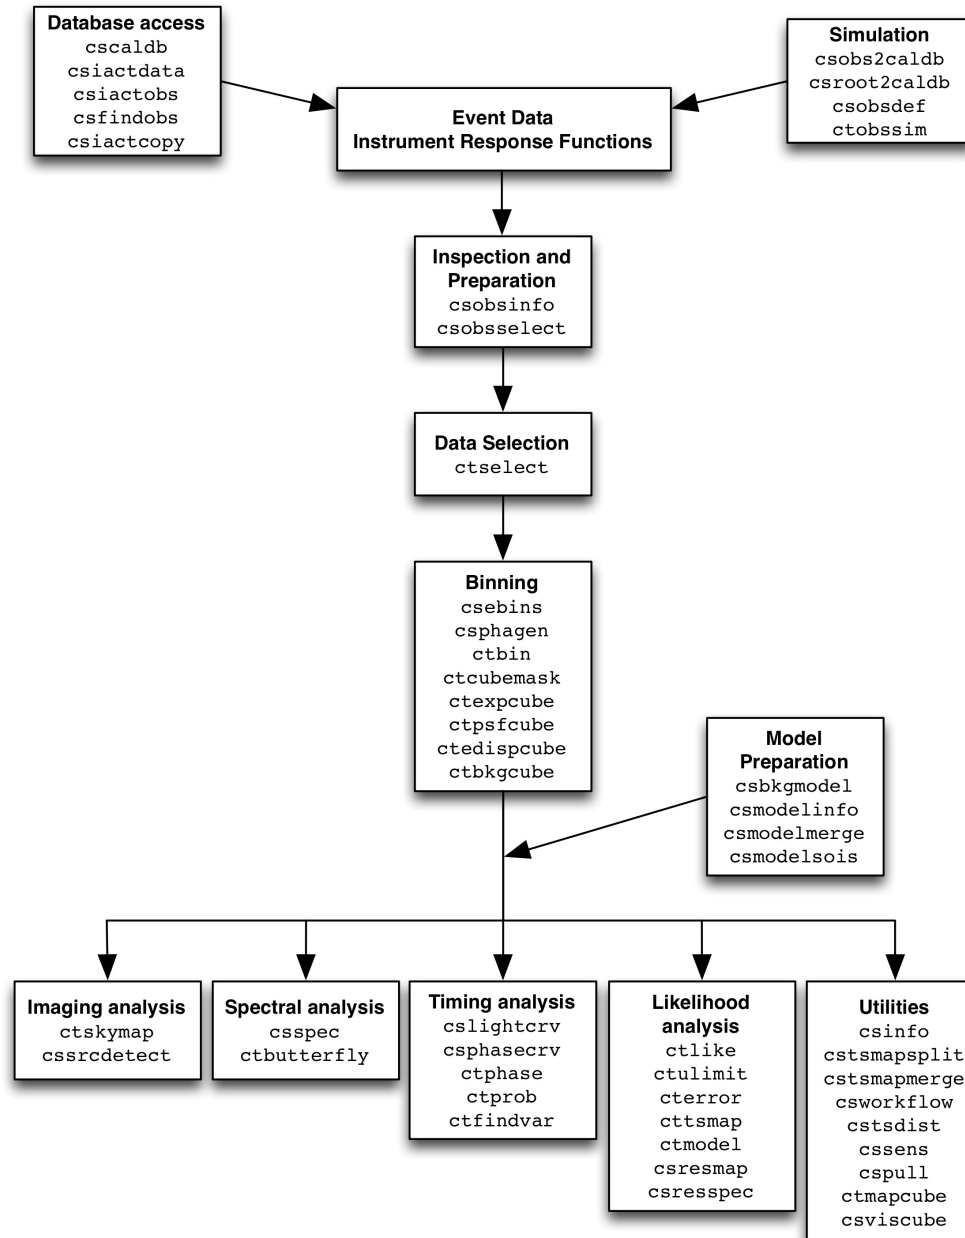 Database access
cscaldb
csiactdata
csiactobs
csfindobs
csiactcopy
Simulation
csobs2caldb
csroot2caldb
csobsdef
ctobssim
Event Data
Instrument Response Functions
Inspection and
Preparation
csobsinfo
csobsselect
Data Selection
ctselect
Binning
csebins
csphagen
ctbin
ctcubemask
ctexpcube
ctpsfcube
ctedispcube
ctbkgcube
Model
Preparation
csbkgmodel
csmodelinfo
csmodelmerge
csmodelsois
Imaging analysis
ctskymap
cssrcdetect
Spectral analysis
csspec
ctbutterfly
Timing analysis
cslightcrv
csphasecrv
ctphase
ctprob
ctfindvar
Likelihood
analysis
ctlike
ctulimit
cterror
cttsmap
ctmodel
csresmap
csresspec
Utilities
csinfo
cstsmapsplit
cstsmapmerge
csworkflow
cstsdist
cssens
cspull
ctmapcube
csviscube